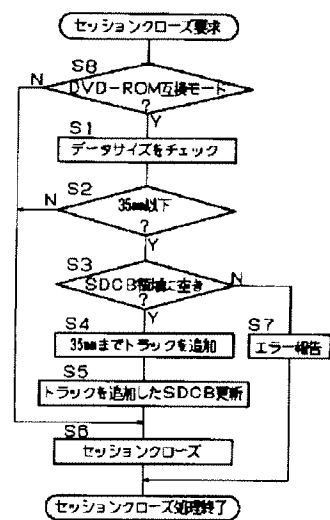 セッションクローズ要求
S8
N
DVD-ROM互換モード
?
Y
S1
データサイズをチェック
S2
N
35mm以下
?
Y
S3
SDCB領域に空き
N
?
Y
S4
35mmまでトラックを追加
S7
エラー報告
S5
トラックを追加したSDCB更新
S6
セッションクローズ
セッションクローズ処理終了